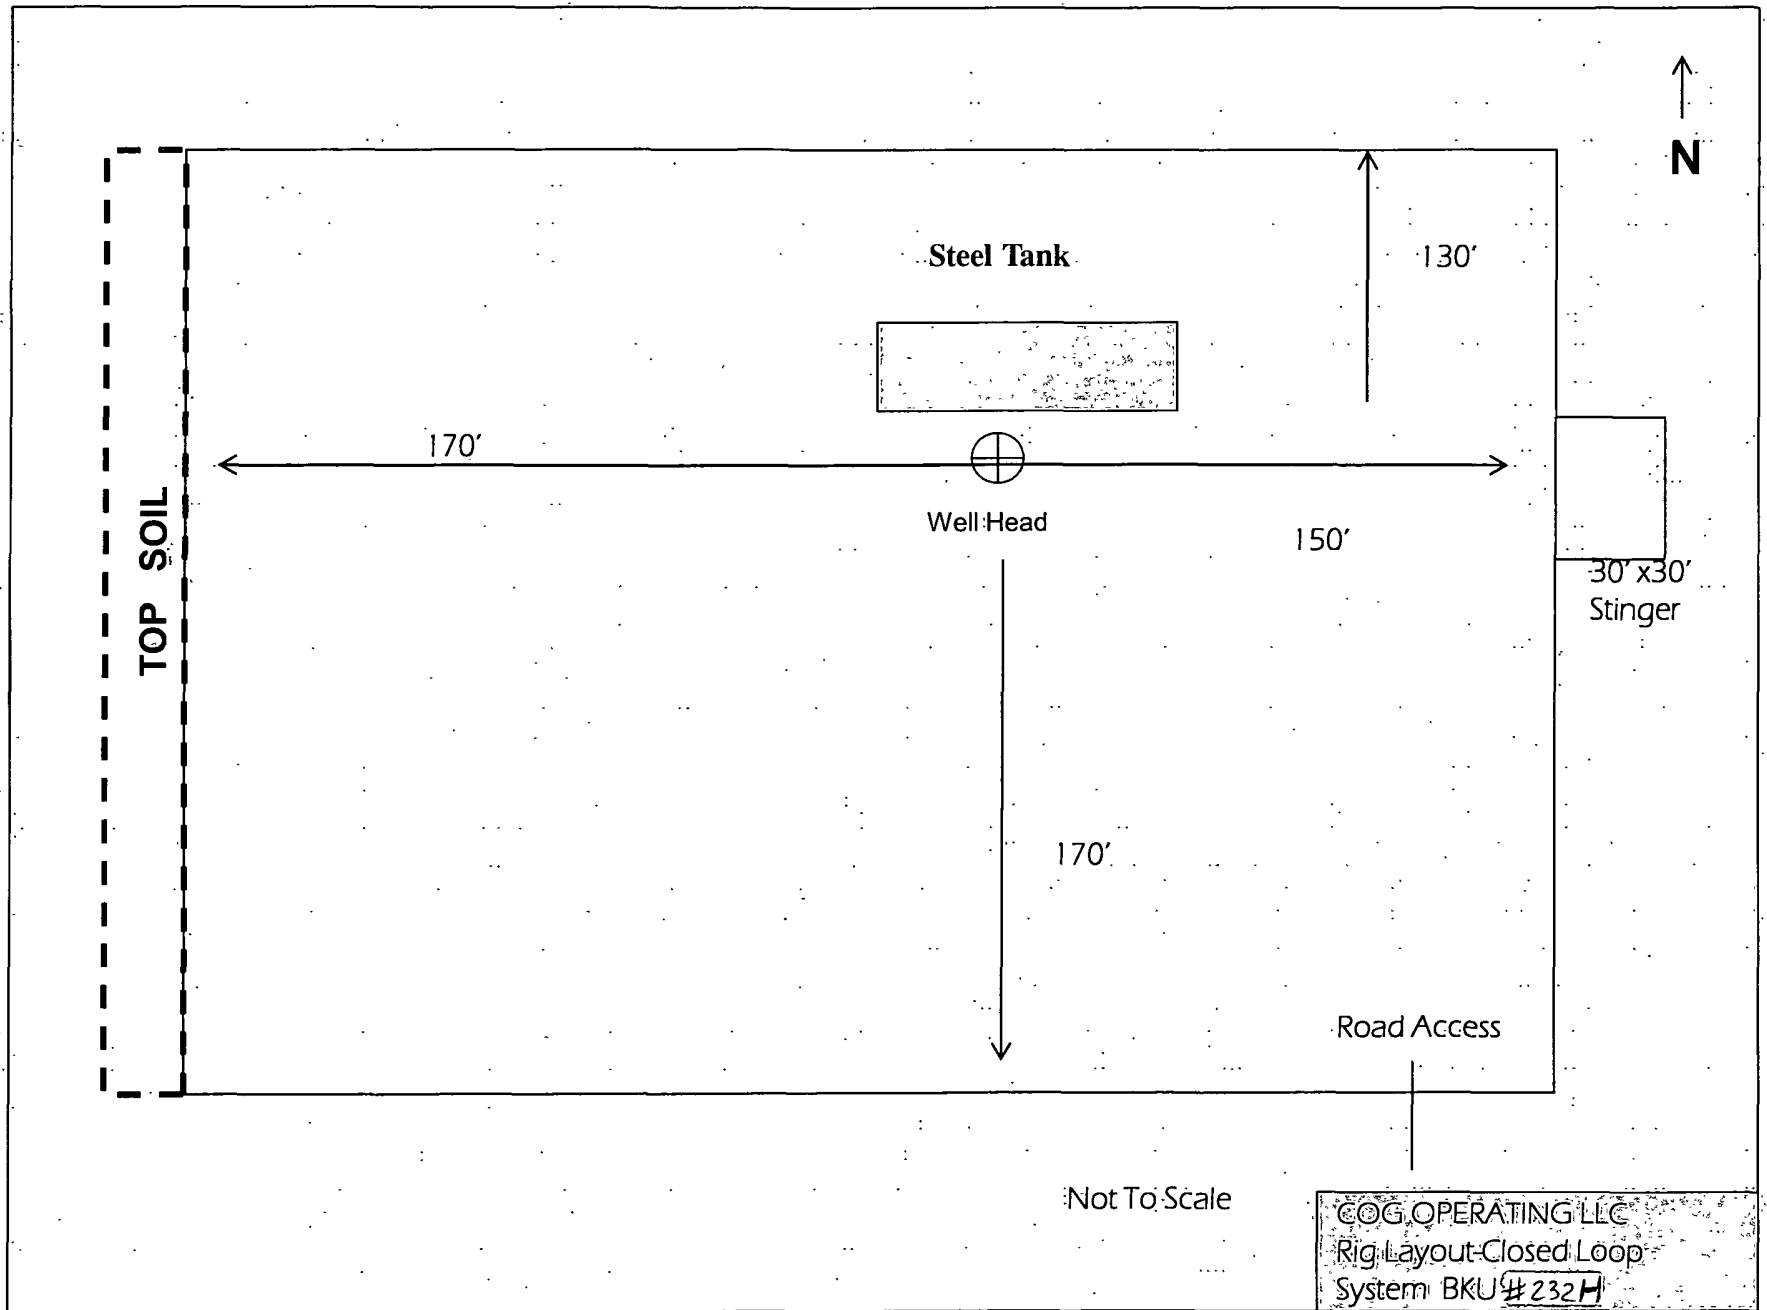 N
Steel Tank
130'
170'
Well Head
150'
TOP SOIL
30' x30'
Stinger
170'
Road Access
Not To Scale
COG OPERATING LLC
Rig Layout-Closed Loop
System BKU #232H